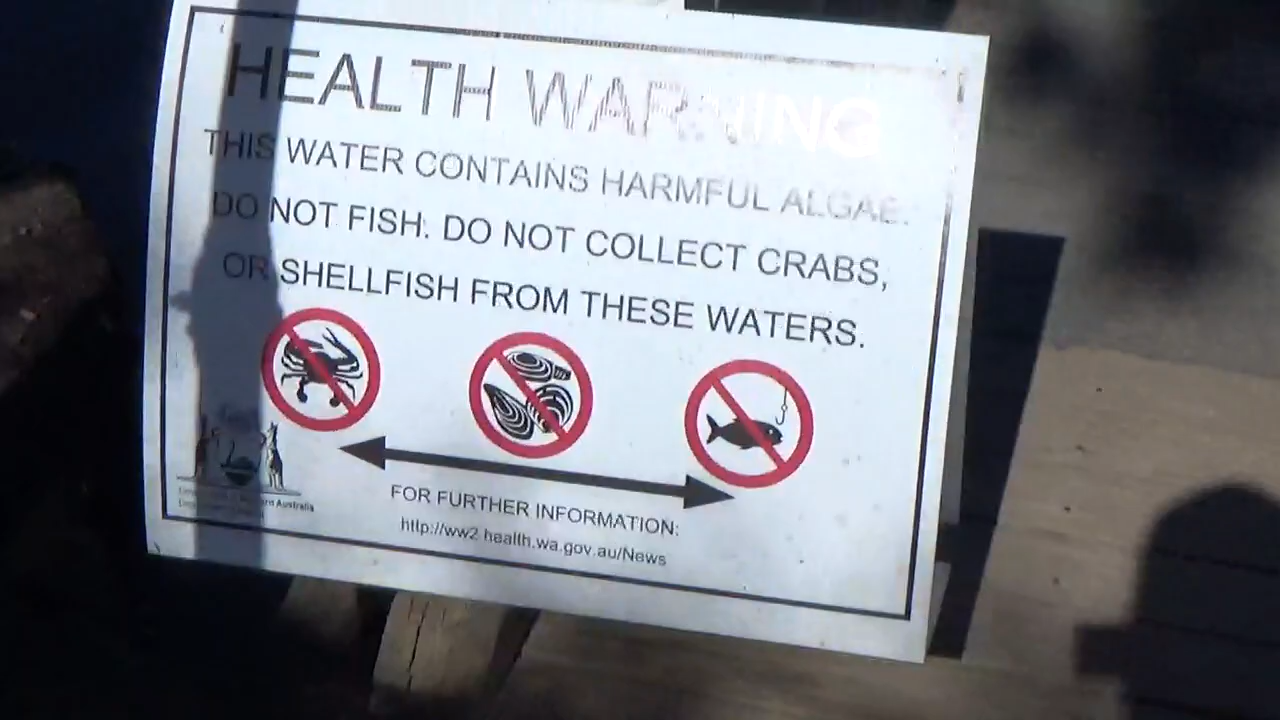 HEALTH WARNING
THIS WATER CONTAINS HARMFUL ALGAE.
DO NOT FISH. DO NOT COLLECT CRABS,
OR SHELLFISH FROM THESE WATERS.
FOR FURTHER INFORMATION:
http://ww2.health.wa.gov.au/News
Australia